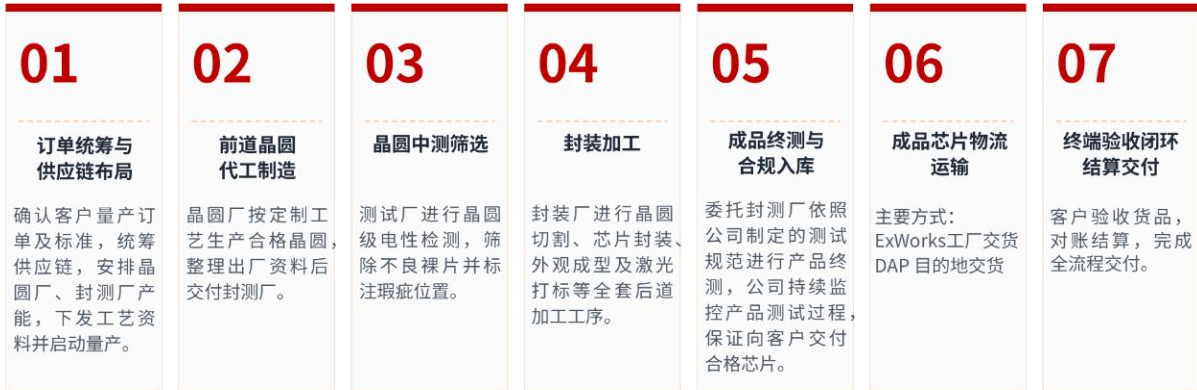 01
订单统筹与
供应链布局
确认客户量产订
单及标准，统筹
供应链，安排晶
圆厂、封测厂产
能，下发工艺资
料并启动量产。
02
前道晶圆
代工制造
晶圆厂按定制工
艺生产合格晶圆，
整理出厂资料后
交付封测厂。
03
晶圆中测筛选
测试厂进行晶圆
级电性检测，筛
除不良裸片并标
注瑕疵位置。
04
封装加工
封装厂进行晶圆
切割、芯片封装、
外观成型及激光
打标等全套后道
加工工序。
05
成品终测与
合规入库
委托封测厂依照
公司制定的测试
规范进行产品终
测，公司持续监
控产品测试过程，
保证向客户交付
合格芯片。
06
成品芯片物流
运输
主要方式：
ExWorks工厂交货
DAP 目的地交货
07
终端验收闭环
结算交付
客户验收货品，
对账结算，完成
全流程交付。